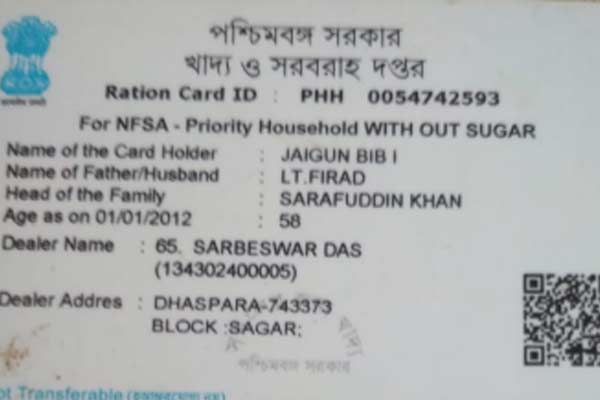 পশ্চিমবঙ্গ সরকার
খাদ্য ও সরবরাহ দপ্তর
Ration Card ID : PHH 0054742593
For NFSA - Priority Household WITH OUT SUGAR
Name of the Card Holder : JAIGUN BIB I
Name of Father/Husband : LT.FIRAD
Head of the Family : SARAFUDDIN KHAN
Age as on 01/01/2012 : 58
Dealer Name : 65. SARBESWAR DAS
(134302400005)
Dealer Addres : DHASPARA-743373
BLOCK :SAGAR;
খাদ্য
পশ্চিমবঙ্গ সরকার
ot Transferable